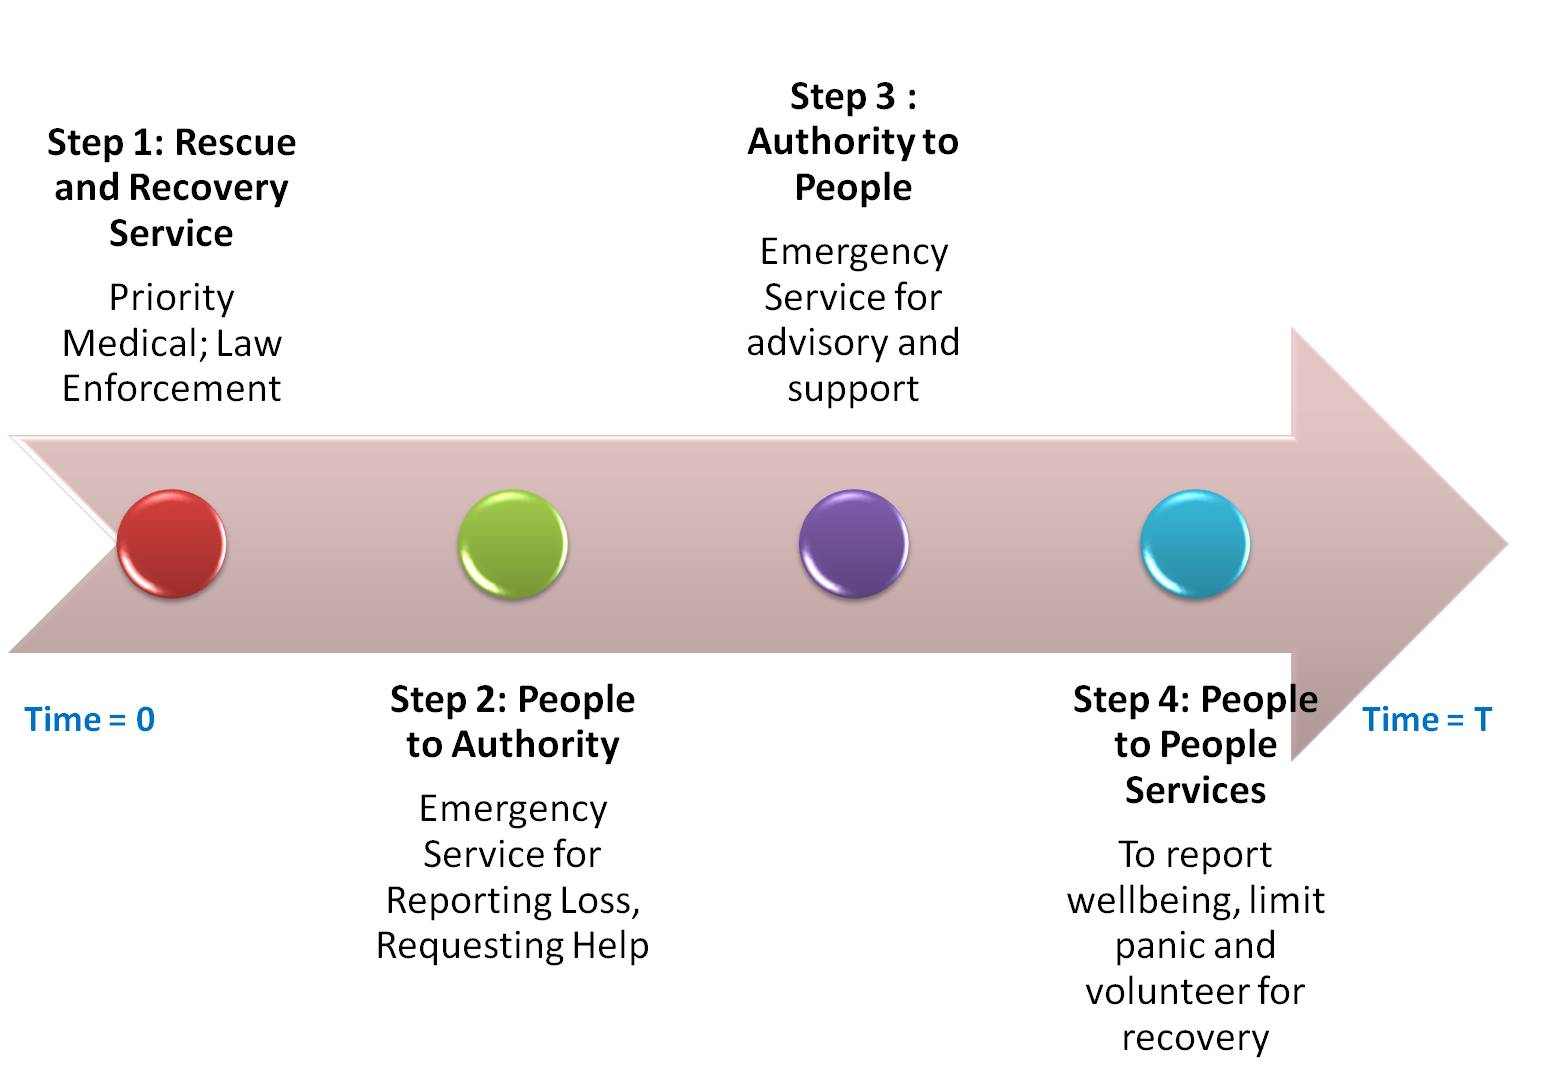 Step 1: Rescue
and Recovery
Service
Priority
Medical; Law
Enforcement
Step 3 :
Authority to
People
Emergency
Service for
advisory and
support
Time = 0
Step 2: People
to Authority
Emergency
Service for
Reporting Loss,
Requesting Help
Step 4: People
to People
Services
To report
wellbeing, limit
panic and
volunteer for
recovery
Time = T